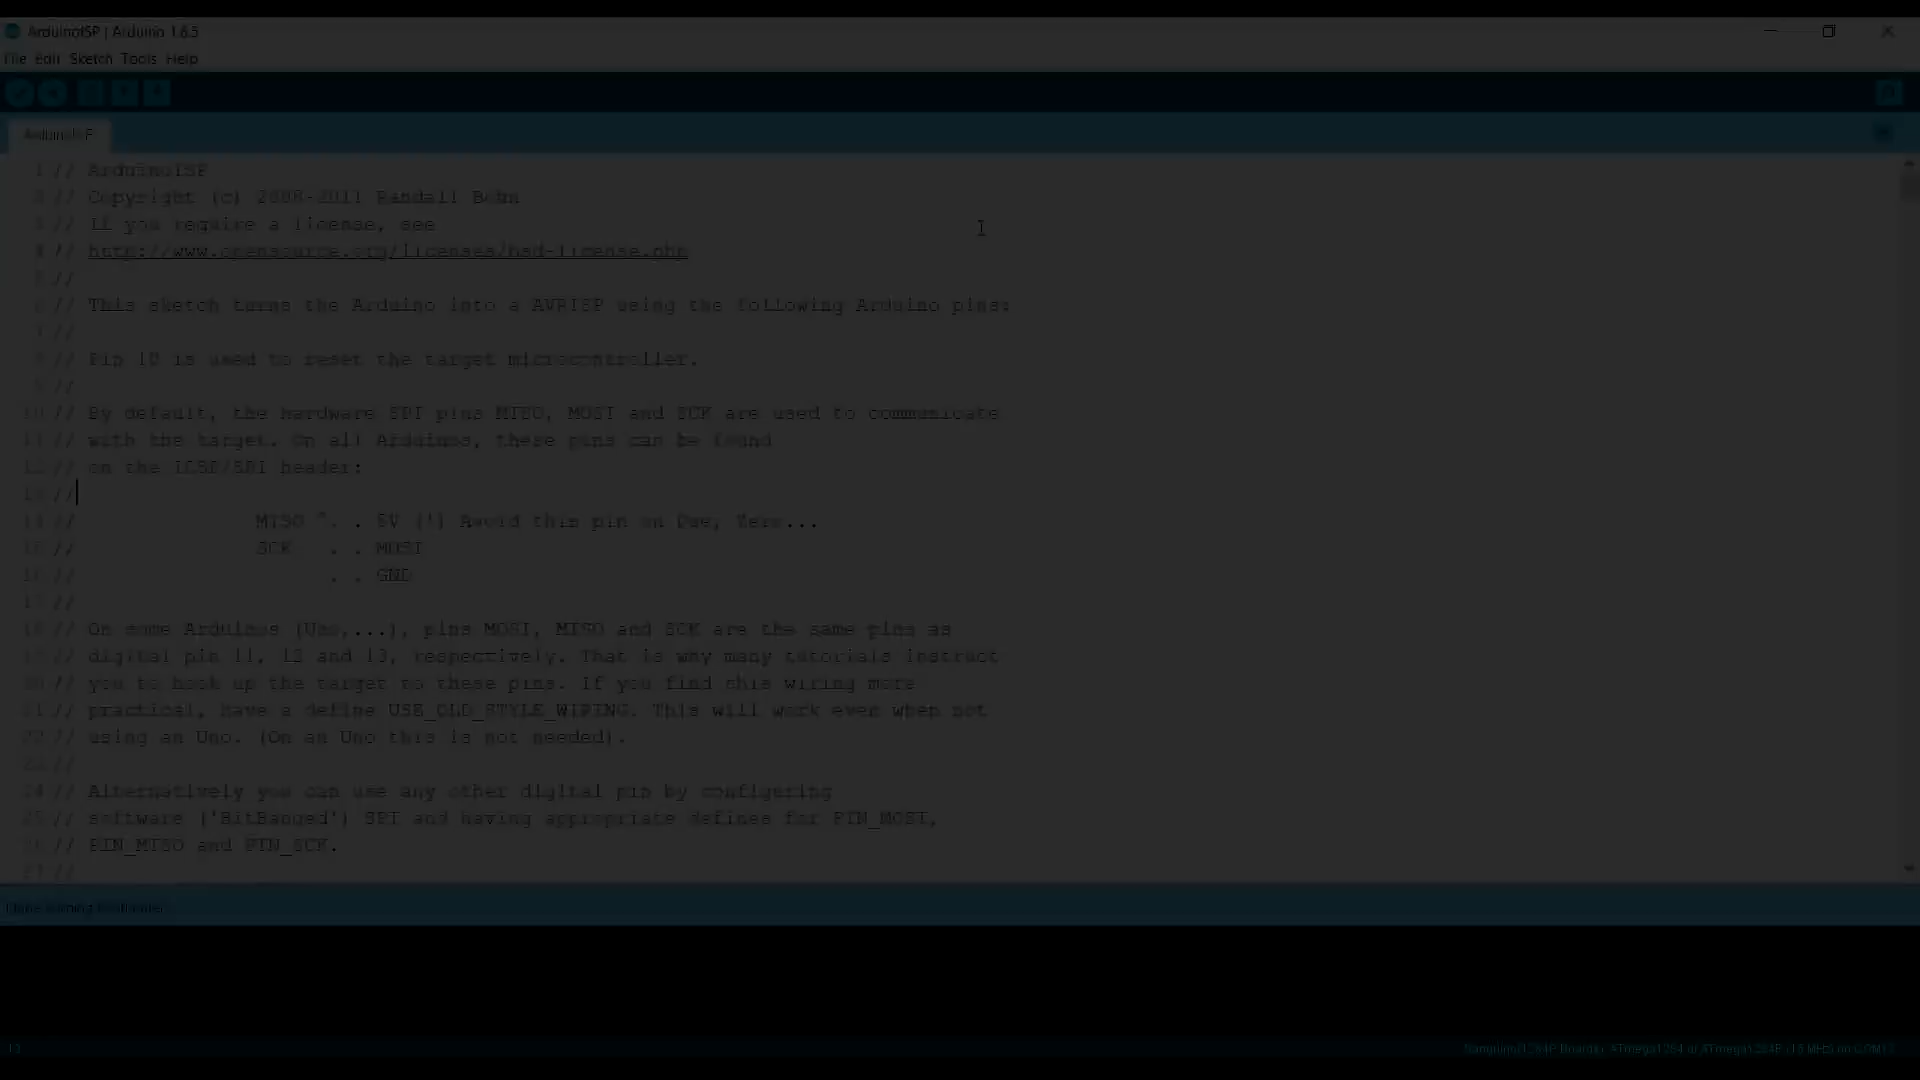 ArduinoISP | Arduino 1.6.5
File Edit Sketch Tools Help
ArduinoISP
1 // ArduinoISP
2 // Copyright (c) 2008-2011 Randall Bohn
3 // If you require a license, see
4 // http://www.opensource.org/licenses/bsd-license.php
5 //
6 // This sketch turns the Arduino into a AVRISP using the following Arduino pins:
7 //
8 // Pin 10 is used to reset the target microcontroller.
9 //
10 // By default, the hardware SPI pins MISO, MOSI and SCK are used to communicate
11 // with the target. On all Arduinos, these pins can be found
12 // on the ICSP/SPI header:
13 //
14 // MISO °. . 5V (!) Avoid this pin on Due, Zero...
15 // SCK . . MOSI
16 // . . GND
17 //
18 // On some Arduinos (Uno,...), pins MOSI, MISO and SCK are the same pins as
19 // digital pin 11, 12 and 13, respectively. That is why many tutorials instruct
20 // you to hook up the target to these pins. If you find this wiring more
21 // practical, have a define USE_OLD_STYLE_WIRING. This will work even when not
22 // using an Uno. (On an Uno this is not needed).
23 //
24 // Alternatively you can use any other digital pin by configuring
25 // software ('BitBanged') SPI and having appropriate defines for PIN_MOSI,
26 // PIN_MISO and PIN_SCK.
27 //
Done burning bootloader.
13